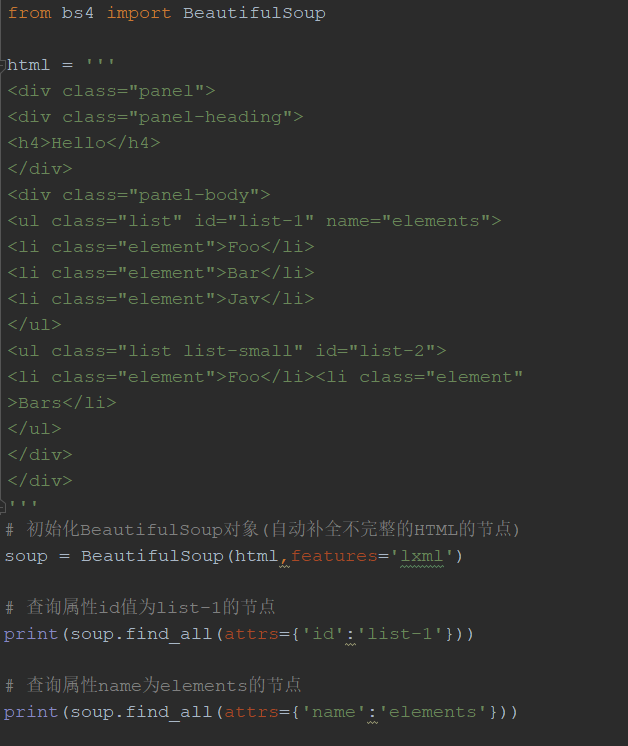 from bs4 import BeautifulSoup
html = '''
<div class="panel">
<div class="panel-heading">
<h4>Hello</h4>
</div>
<div class="panel-body">
<ul class="list" id="list-1" name="elements">
<li class="element">Foo</li>
<li class="element">Bar</li>
<li class="element">Jav</li>
</ul>
<ul class="list list-small" id="list-2">
<li class="element">Foo</li><li class="element"
>Bars</li>
</ul>
</div>
</div>
'''
# 初始化BeautifulSoup对象(自动补全不完整的HTML的节点)
soup = BeautifulSoup(html,features='lxml')
# 查询属性id值为list-1的节点
print(soup.find_all(attrs={'id':'list-1'}))
# 查询属性name为elements的节点
print(soup.find_all(attrs={'name':'elements'}))